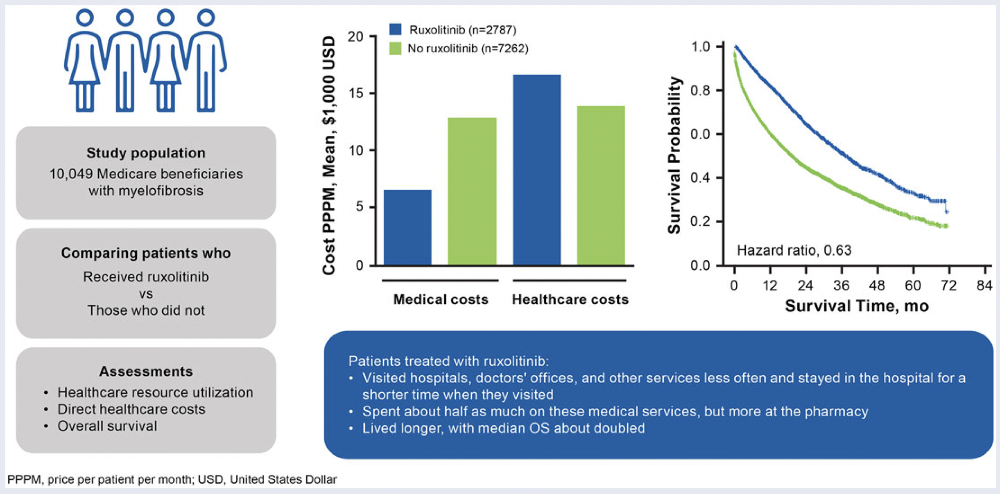 Study population
10,049 Medicare beneficiaries
with myelofibrosis
Comparing patients who
Received ruxolitinib
vs
Those who did not
Assessments
• Healthcare resource utilization
• Direct healthcare costs
• Overall survival
Ruxolitinib (n=2787)
No ruxolitinib (n=7262)
Cost PPPM, Mean, $1,000 USD
20
15
10
5
0
Medical costs
Healthcare costs
Survival Probability
1.0
0.8
0.0
0.4
0.2
0.0
Hazard ratio, 0.63
0 12 24 36 48 60 72 84
Survival Time, mo
Patients treated with ruxolitinib:
• Visited hospitals, doctors' offices, and other services less often and stayed in the hospital for a
shorter time when they visited
• Spent about half as much on these medical services, but more at the pharmacy
• Lived longer, with median OS about doubled
PPPM, price per patient per month; USD, United States Dollar